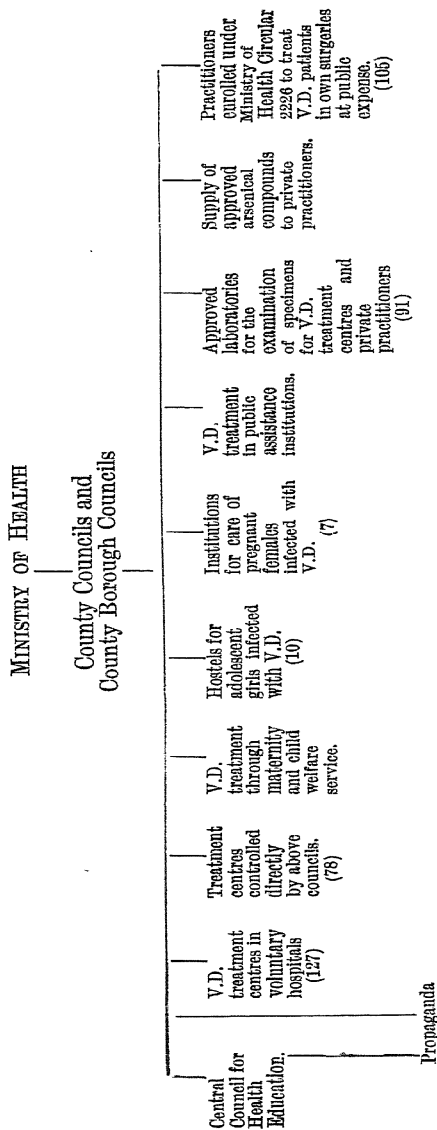 MINISTRY OF HEALTH
County Councils and
County Borough Councils
Central
Council for
Health
Education.
Propaganda
V.D.
treatment
centres in
voluntary
hospitals
(127)
Treatment
centres
controlled
directly
by above
councils.
(78)
V.D.
treatment
through
maternity
and child
welfare
service.
Hostels for
adolescent
girls infected
with V.D.
(10)
Institutions
for care of
pregnant
females
infected with
V.D.
(7)
V.D.
treatment
in public
assistance
institutions.
Approved
laboratories
for the
examination
of specimens
for V.D.
treatment
centres and
private
practitioners
(91)
Supply of
approved
arsenical
compounds
to private
practitioners.
Practitioners
enrolled under
Ministry of
Health Circular
2226 to treat
V.D. patients
in own surgeries
at public
expense.
(105)